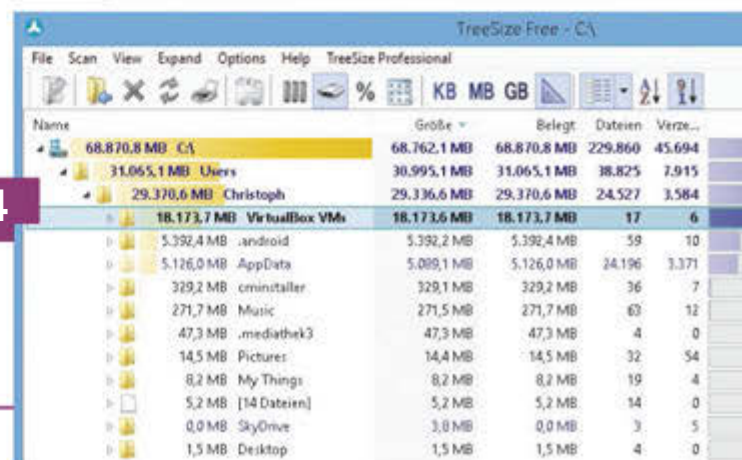 TreeSize Free - C:\
File Scan View Expand Options Help TreeSize Professional
% KB MB GB
Name Größe Belegt Dateien Verze...
68.870,8 MB C:\ 68.762,1 MB 68.870,8 MB 229.860 45.694
31.065,1 MB Users 30.995,1 MB 31.065,1 MB 38.825 7.915
4
29.370,6 MB Christoph 29.336,6 MB 29.370,6 MB 24.527 3.584
18.173,7 MB VirtualBox VMs 18.173,6 MB 18.173,7 MB 17 6
5.392,4 MB .android 5.392,2 MB 5.392,4 MB 59 10
5.126,0 MB AppData 5.089,1 MB 5.126,0 MB 24.196 3.371
329,2 MB cminstaller 329,1 MB 329,2 MB 36 7
271,7 MB Music 271,5 MB 271,7 MB 63 12
47,3 MB .mediathek3 47,3 MB 47,3 MB 4 0
14,5 MB Pictures 14,4 MB 14,5 MB 32 54
8,2 MB My Things 8,2 MB 8,2 MB 19 4
5,2 MB [14 Dateien] 5,2 MB 5,2 MB 14 0
0,0 MB SkyDrive 3,8 MB 0,0 MB 3 5
1,5 MB Desktop 1,5 MB 1,5 MB 4 0